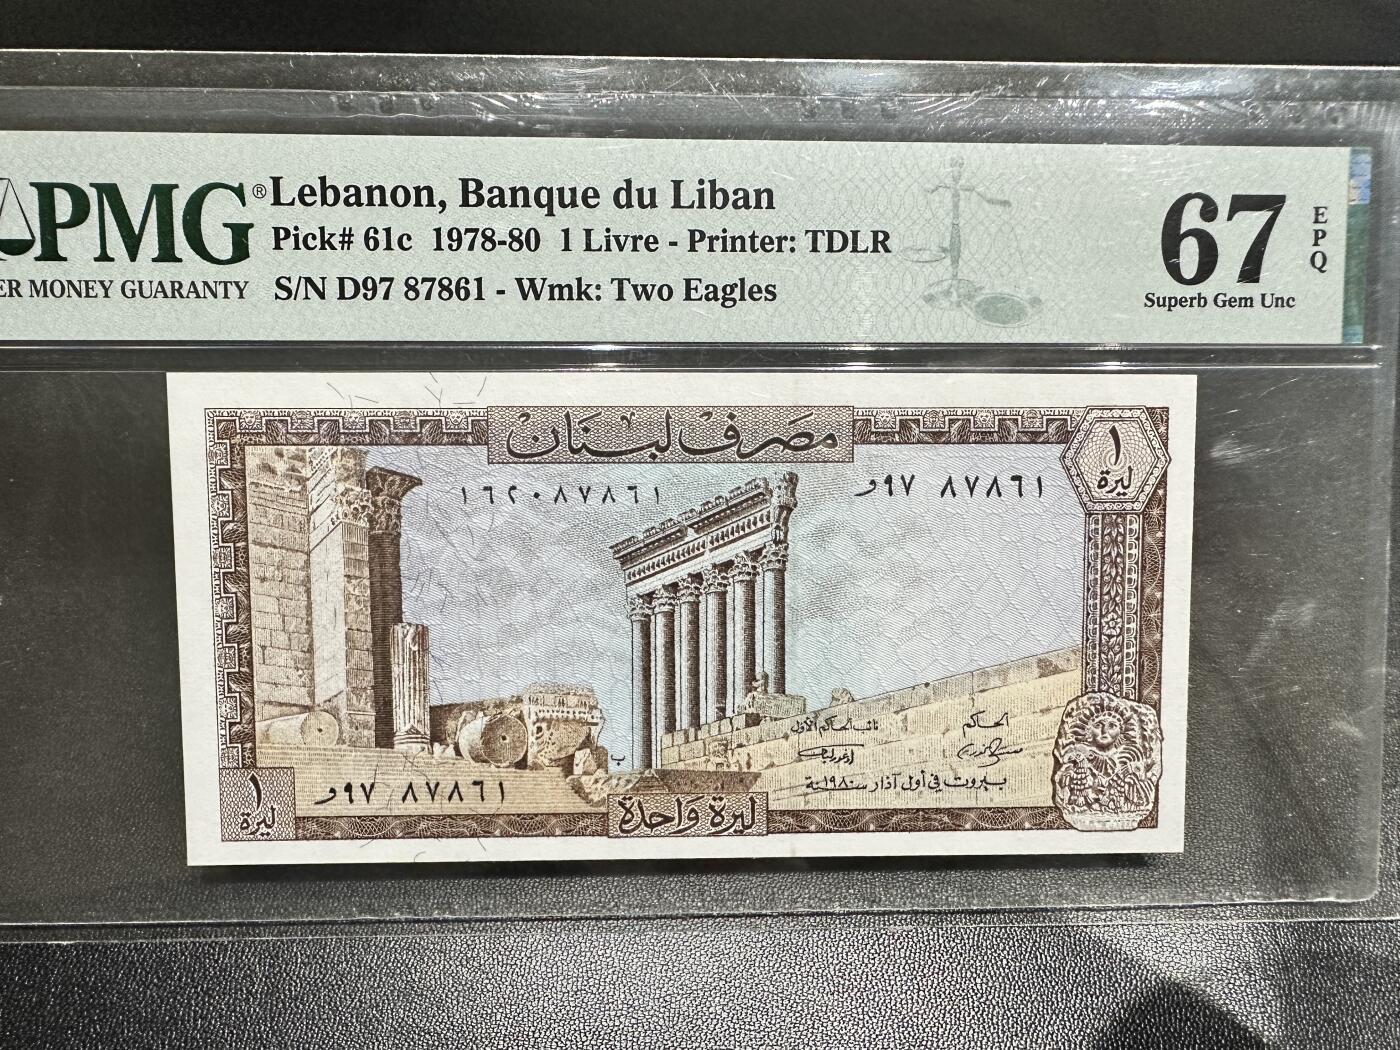 PMG®
ER MONEY GUARANTY
Lebanon, Banque du Liban
Pick# 61c 1978-80 1 Livre - Printer: TDLR
S/N D97 87861 - Wmk: Two Eagles
67
EPQ
Superb Gem Unc
مصرف لبنان
١
ليرة
و٩٧ ٨٧٨٦١
١٦٢٠٨٧٨٦١
نائب الحاكم الأول
الحاكم
ب
بيروت في أول آذار سنة ١٩٨٠
و٩٧ ٨٧٨٦١
١
ليرة
ليرة واحدة